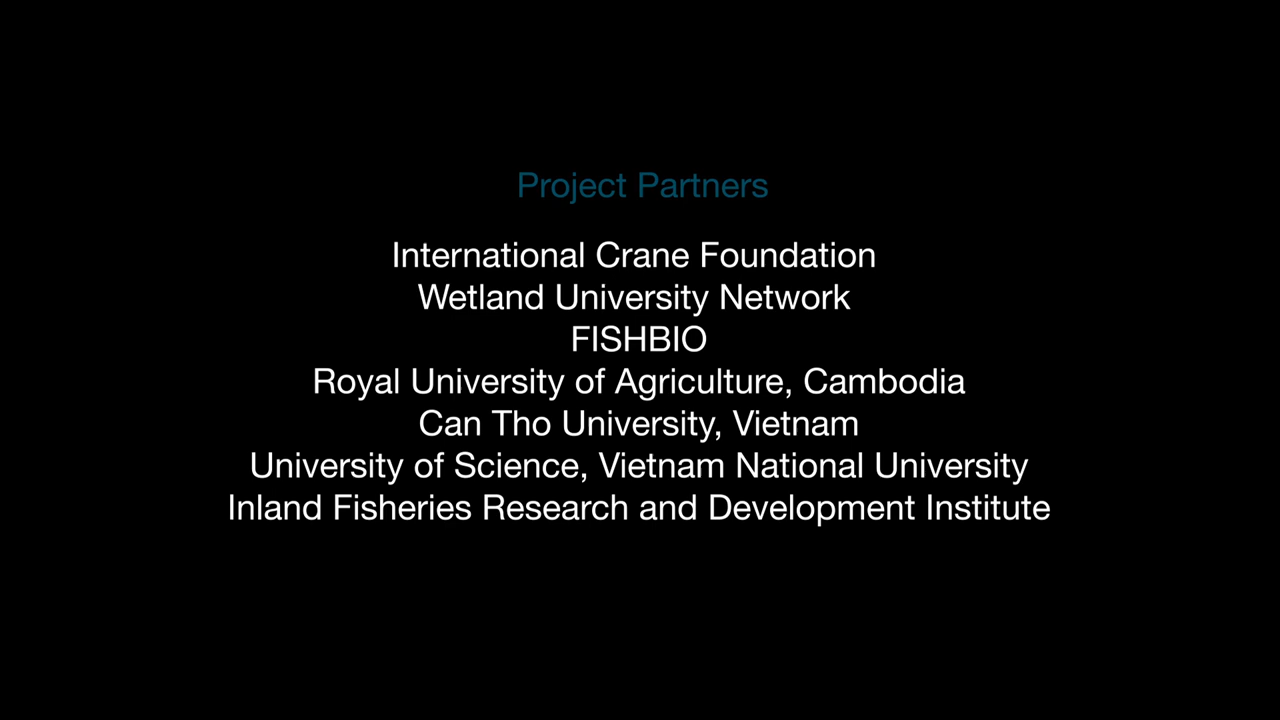 Project Partners
International Crane Foundation
Wetland University Network
FISHBIO
Royal University of Agriculture, Cambodia
Can Tho University, Vietnam
University of Science, Vietnam National University
Inland Fisheries Research and Development Institute